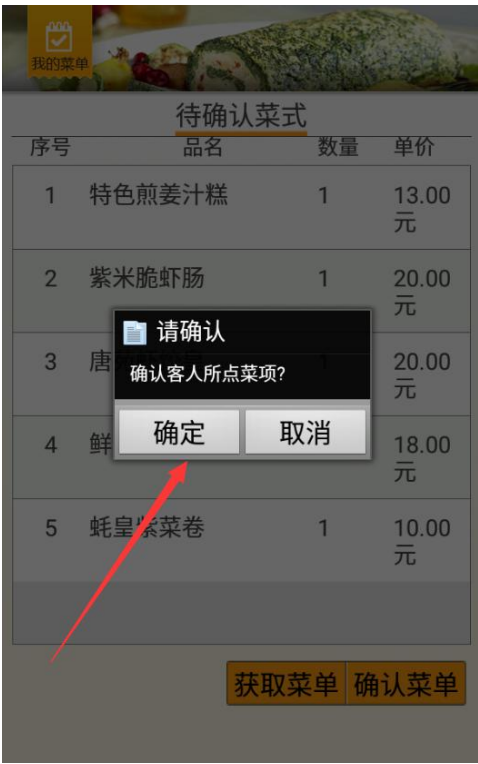 我的菜单
待确认菜式
序号 品名 数量 单价
1 特色煎姜汁糕 1 13.00
元
2 紫米脆虾肠 1 20.00
元
请确认
3 唐 20.00
元
确认客人所点菜项?
确定 取消
4 鲜 18.00
元
5 蚝皇紫菜卷 1 10.00
元
获取菜单 确认菜单